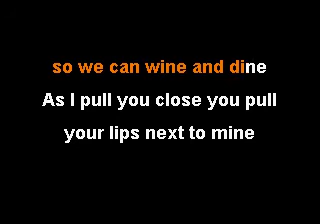 so we can wine and dine
As I pull you close you pull
your lips next to mine